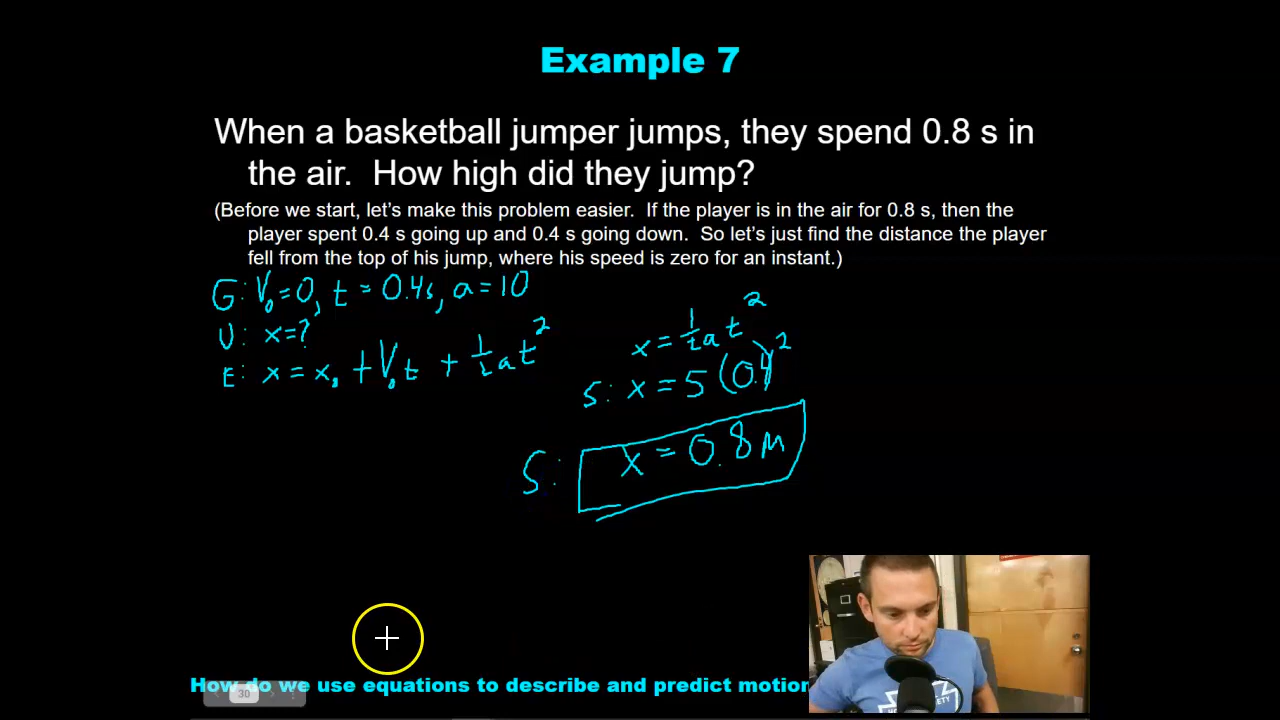 Example 7
When a basketball jumper jumps, they spend 0.8 s in
the air. How high did they jump?
(Before we start, let's make this problem easier. If the player is in the air for 0.8 s, then the
player spent 0.4 s going up and 0.4 s going down. So let's just find the distance the player
fell from the top of his jump, where his speed is zero for an instant.)
G: V₀=0, t=0.4s, a=10
U: x=?
E: x = x₀ + V₀t + ½at²
x = ½at²
S: x = 5(0.4)²
S: x = 0.8m
How do we use equations to describe and predict motion
30